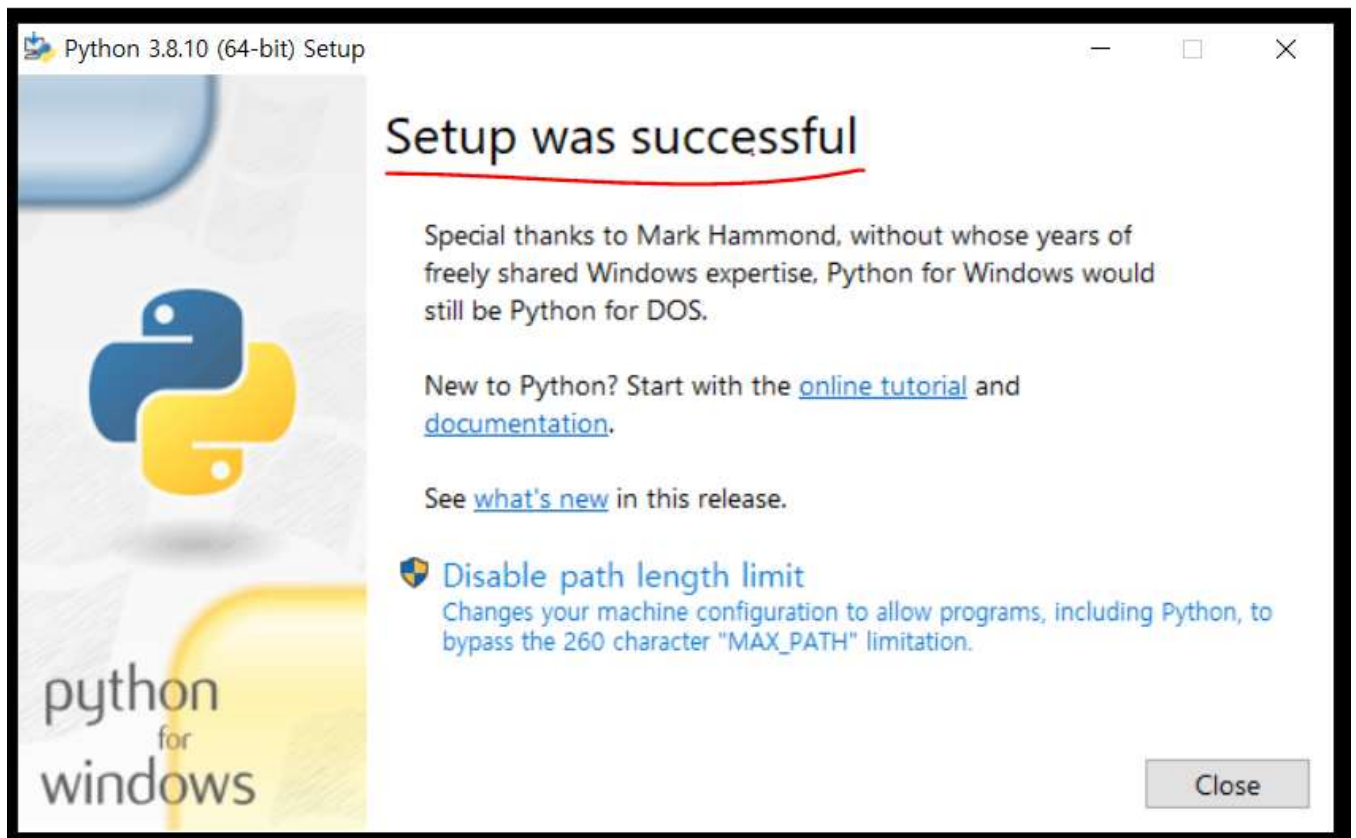 Python 3.8.10 (64-bit) Setup
Setup was successful
Special thanks to Mark Hammond, without whose years of
freely shared Windows expertise, Python for Windows would
still be Python for DOS.
New to Python? Start with the online tutorial and
documentation.
See what's new in this release.
Disable path length limit
Changes your machine configuration to allow programs, including Python, to
bypass the 260 character "MAX_PATH" limitation.
python
for
windows
Close